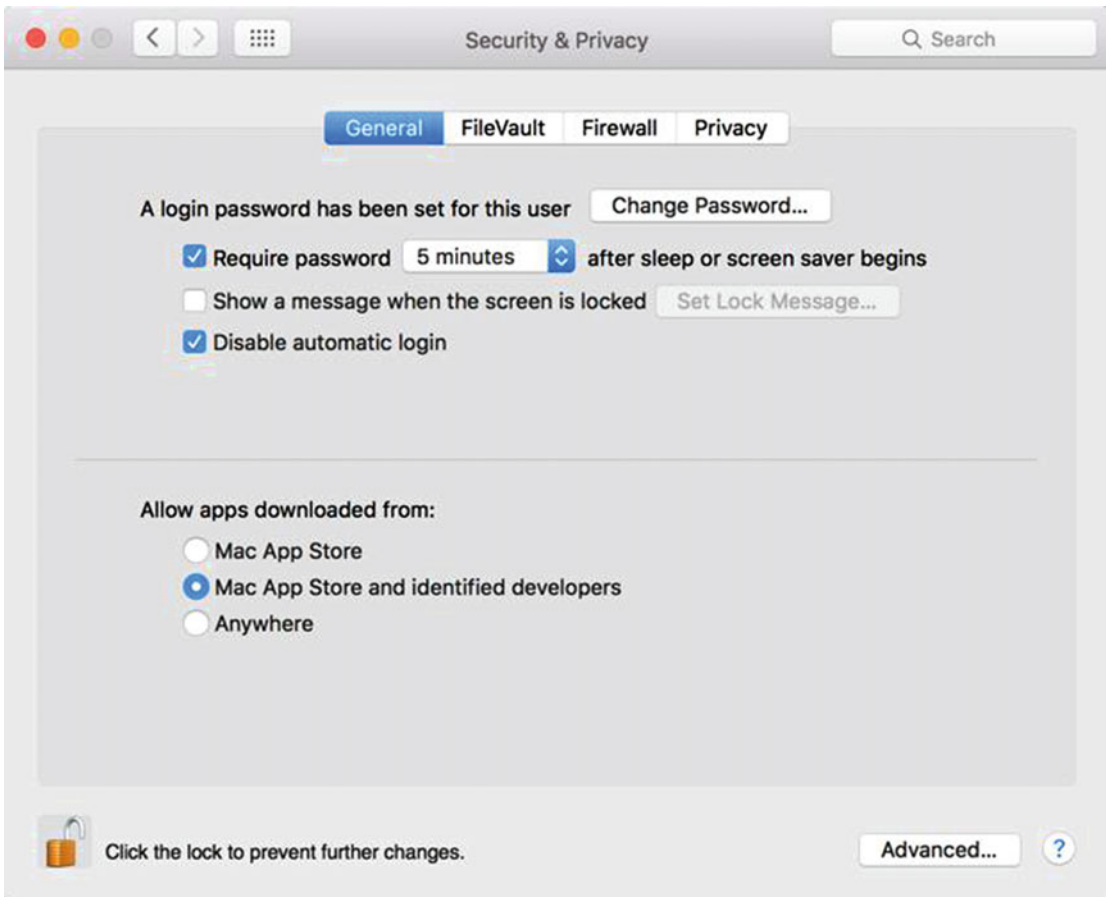 Security & Privacy
Search
General FileVault Firewall Privacy
A login password has been set for this user Change Password...
Require password 5 minutes after sleep or screen saver begins
Show a message when the screen is locked Set Lock Message...
Disable automatic login
Allow apps downloaded from:
Mac App Store
Mac App Store and identified developers
Anywhere
Click the lock to prevent further changes.
Advanced... ?